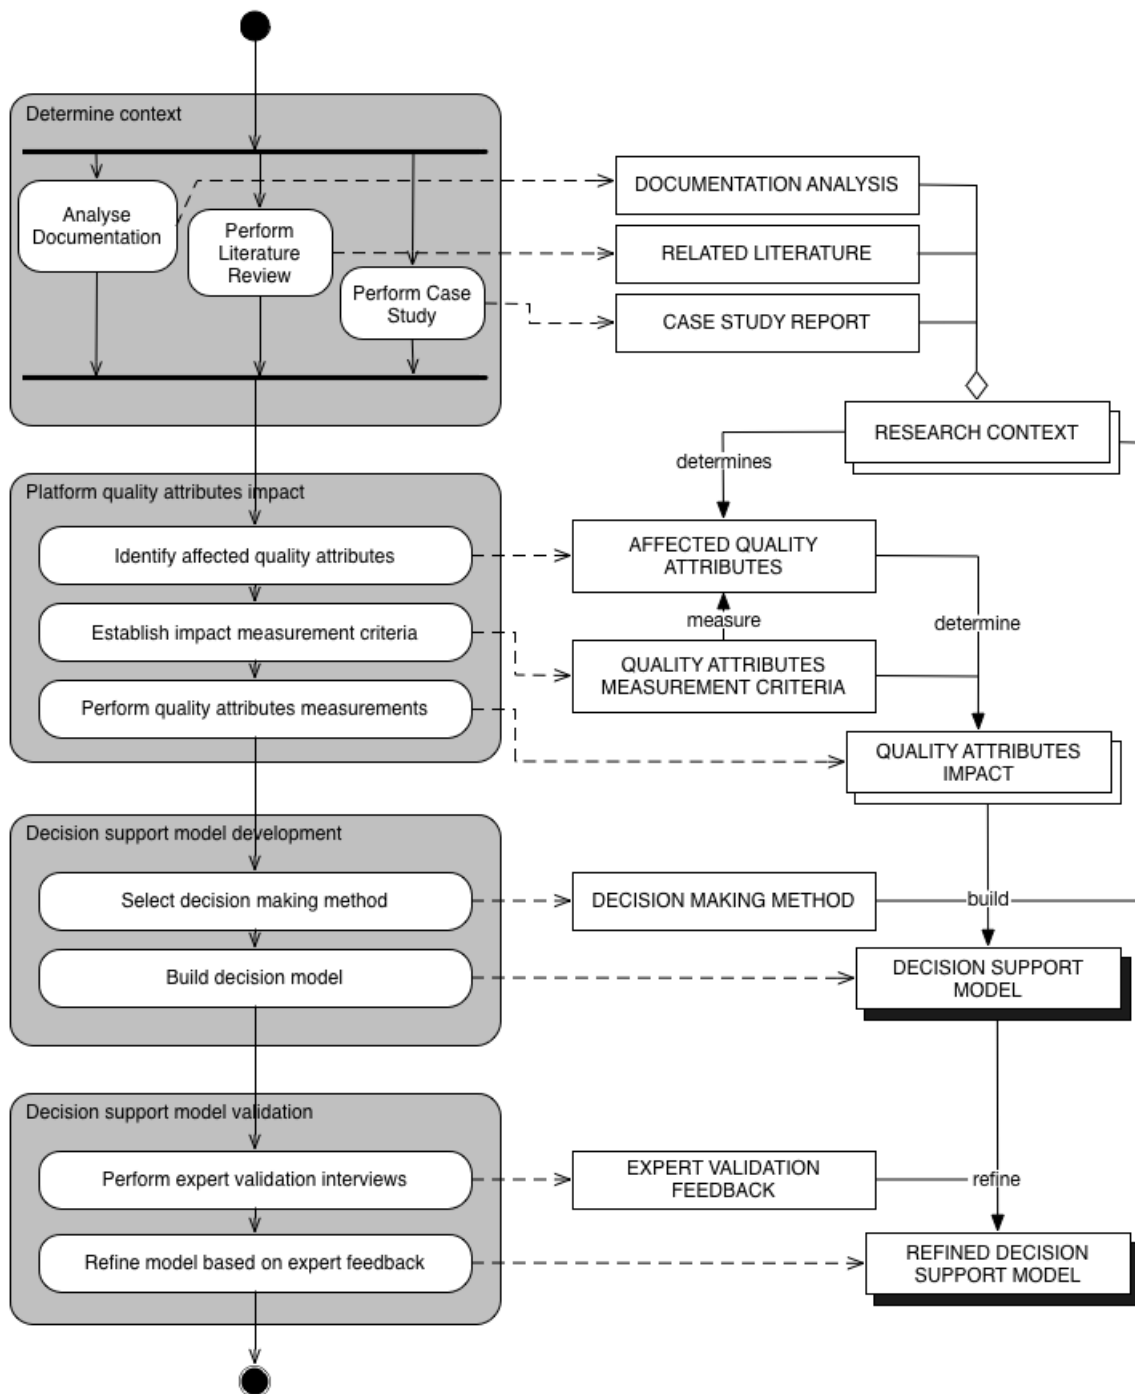 Determine context
Analyse
Documentation
Perform
Literature
Review
Perform Case
Study
DOCUMENTATION ANALYSIS
RELATED LITERATURE
CASE STUDY REPORT
RESEARCH CONTEXT
determines
Platform quality attributes impact
Identify affected quality attributes
Establish impact measurement criteria
Perform quality attributes measurements
AFFECTED QUALITY
ATTRIBUTES
measure
determine
QUALITY ATTRIBUTES
MEASUREMENT CRITERIA
QUALITY ATTRIBUTES
IMPACT
Decision support model development
Select decision making method
Build decision model
DECISION MAKING METHOD
build
DECISION SUPPORT
MODEL
Decision support model validation
Perform expert validation interviews
Refine model based on expert feedback
EXPERT VALIDATION
FEEDBACK
refine
REFINED DECISION
SUPPORT MODEL